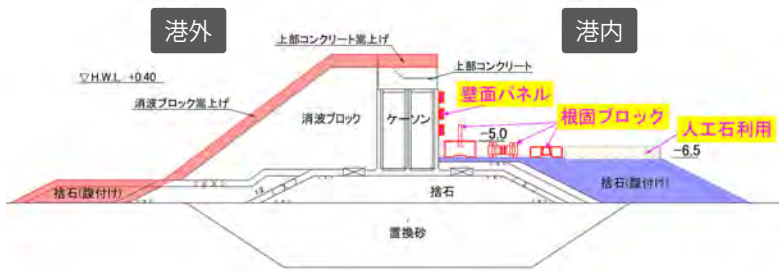 港外
港内
上部コンクリート嵩上げ
上部コンクリート
▽H.W.L +0.40
消波ブロック嵩上げ
壁面パネル
消波ブロック
ケーソン
根固ブロック
-5.0
人工石利用
-6.5
捨石(腹付け)
捨石
捨石(腹付け)
置換砂